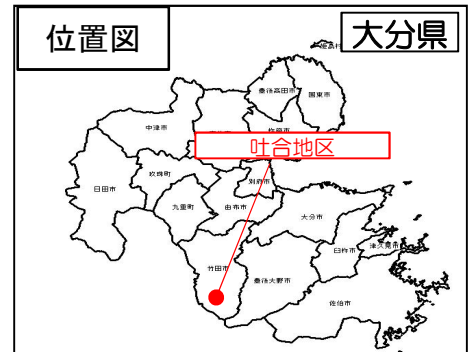 位置図
大分県
姫島村
豊後高田市
国東市
中津市
杵築市
吐合地区
日田市
玖珠町
別府市
九重町
由布市
大分市
臼杵市
津久見市
竹田市
豊後大野市
佐伯市